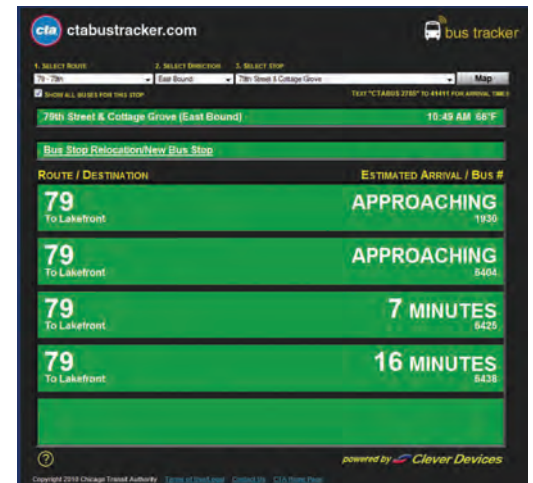 cta ctabustracker.com bus tracker
1. SELECT ROUTE 2. SELECT DIRECTION 3. SELECT STOP
79 - 79th East Bound 79th Street & Cottage Grove Map
SHOW ALL BUSES FOR THIS STOP TEXT "CTABUS 2780" TO 41411 FOR ARRIVAL TIMES
79th Street & Cottage Grove (East Bound) 10:49 AM 66°F
Bus Stop Relocation/New Bus Stop
ROUTE / DESTINATION ESTIMATED ARRIVAL / BUS #
79 APPROACHING
To Lakefront 1930
79 APPROACHING
To Lakefront 6404
79 7 MINUTES
To Lakefront 6425
79 16 MINUTES
To Lakefront 6438
? powered by Clever Devices
Copyright 2010 Chicago Transit Authority Terms of Use/Legal Contact Us CTA Home Page